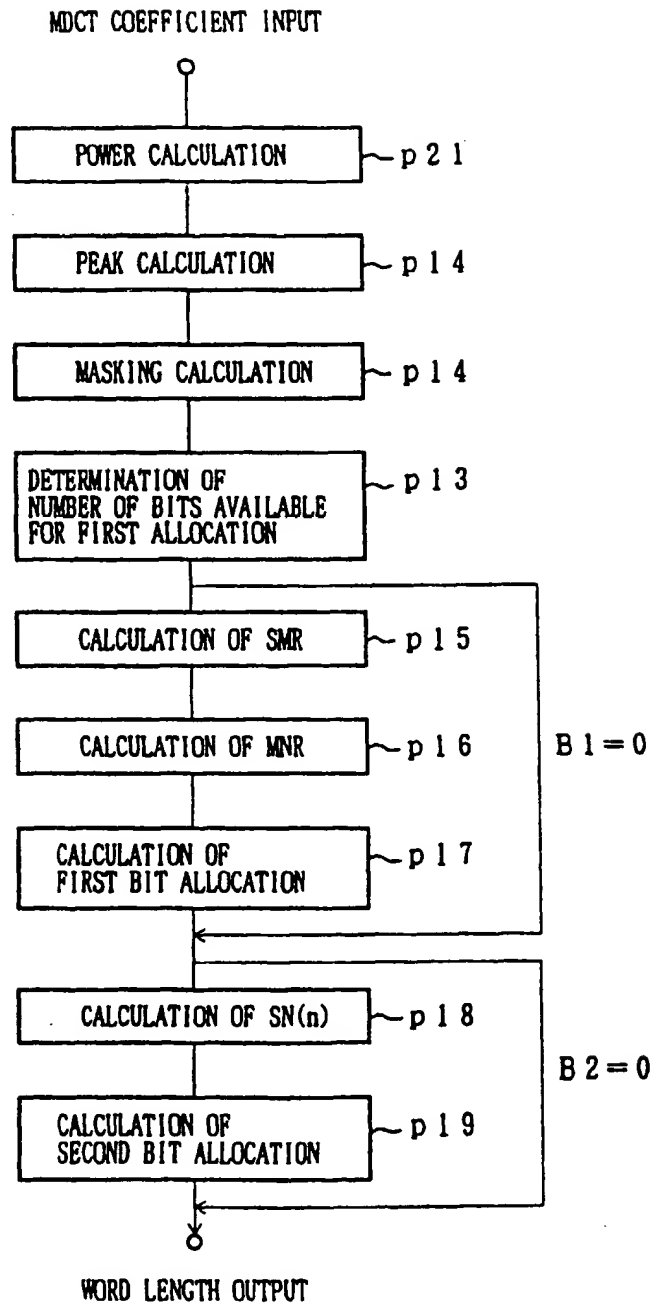 MDCT COEFFICIENT INPUT
POWER CALCULATION
p21
PEAK CALCULATION
p14
MASKING CALCULATION
p14
DETERMINATION OF
NUMBER OF BITS AVAILABLE
FOR FIRST ALLOCATION
p13
CALCULATION OF SMR
p15
CALCULATION OF MNR
p16
B1=0
CALCULATION OF
FIRST BIT ALLOCATION
p17
CALCULATION OF SN(n)
p18
B2=0
CALCULATION OF
SECOND BIT ALLOCATION
p19
WORD LENGTH OUTPUT